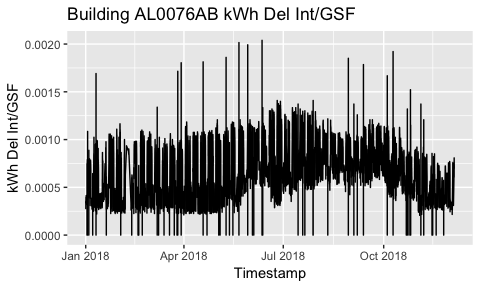 Building AL0076AB kWh Del Int/GSF
kWh Del Int/GSF
0.0020
0.0015
0.0010
0.0005
0.0000
Jan 2018
Apr 2018
Jul 2018
Oct 2018
Timestamp